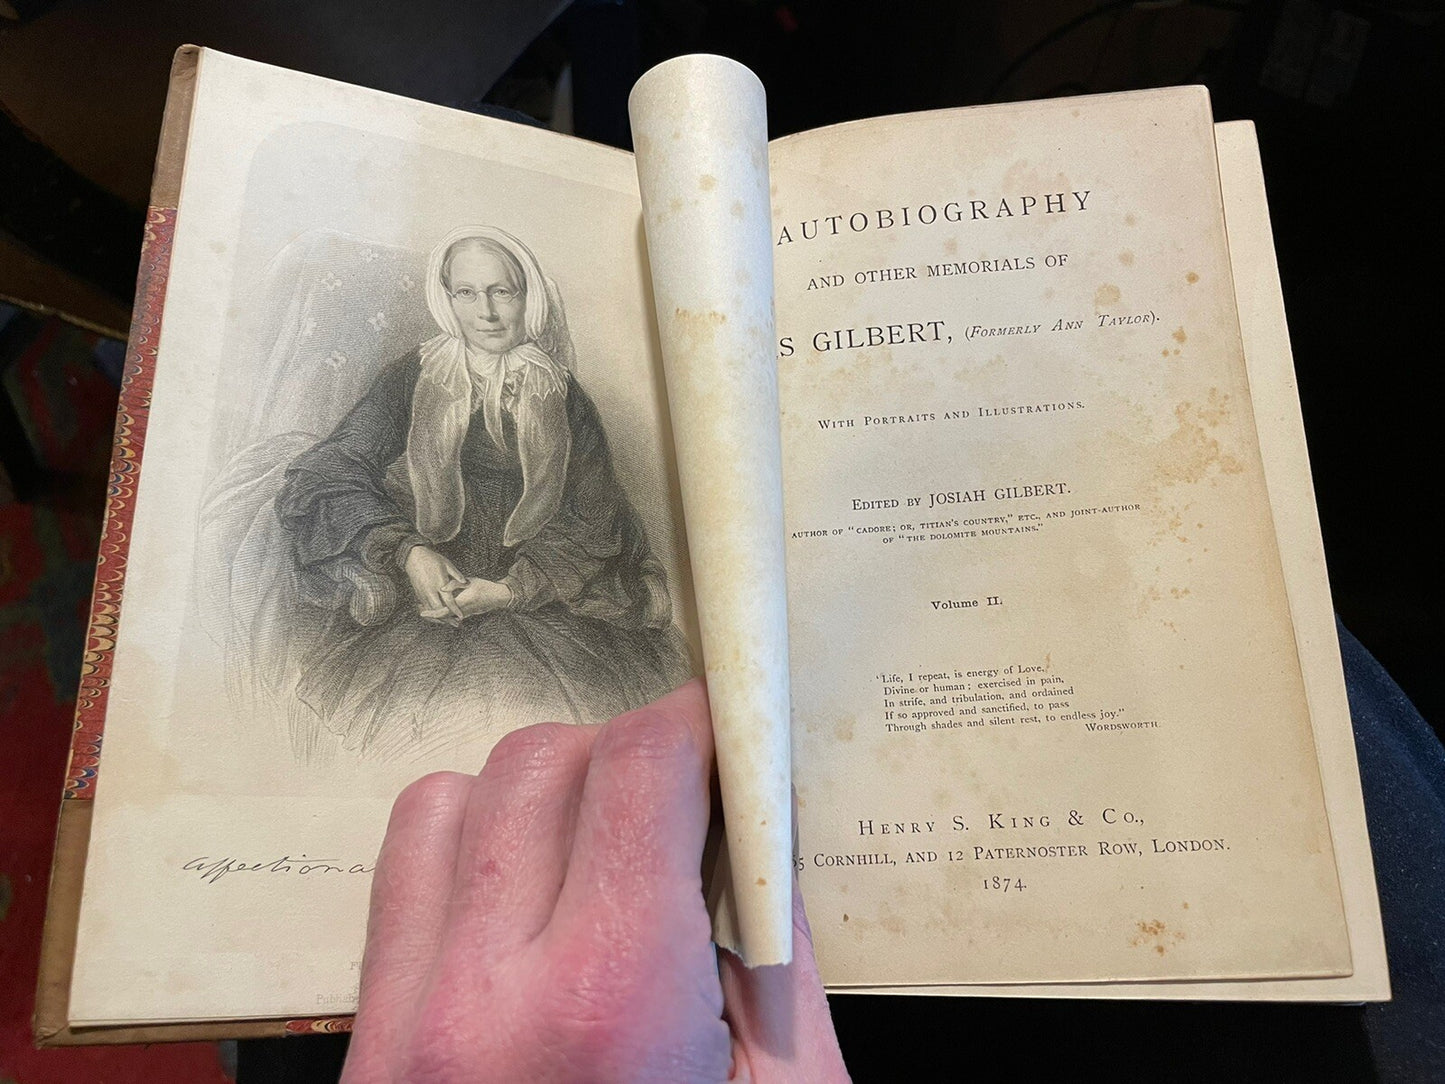 Affectiona
Publishe
AUTOBIOGRAPHY
AND OTHER MEMORIALS OF
S GILBERT, (FORMERLY ANN TAYLOR).
WITH PORTRAITS AND ILLUSTRATIONS.
EDITED BY JOSIAH GILBERT.
AUTHOR OF "CADORE; OR, TITIAN'S COUNTRY," ETC., AND JOINT-AUTHOR
OF "THE DOLOMITE MOUNTAINS."
Volume II.
'Life, I repeat, is energy of Love,
Divine or human; exercised in pain,
In strife, and tribulation, and ordained
If so approved and sanctified, to pass
Through shades and silent rest, to endless joy."
WORDSWORTH.
HENRY S. KING & CO.,
65 CORNHILL, AND 12 PATERNOSTER ROW, LONDON.
1874.